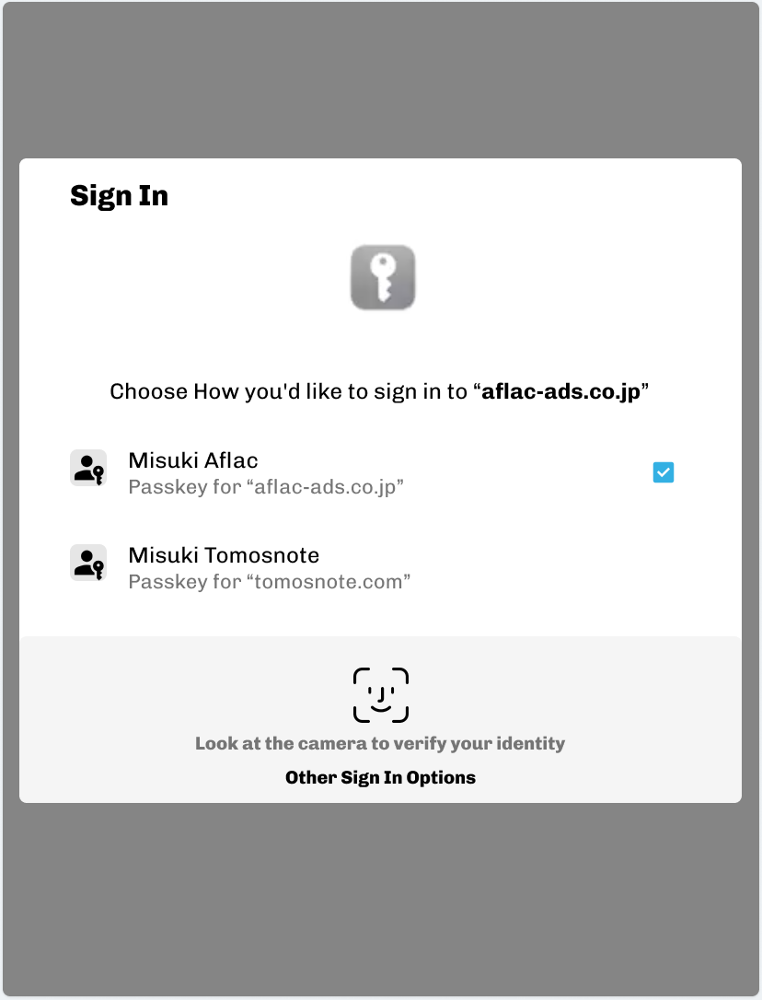 Sign In
Choose How you'd like to sign in to “aflac-ads.co.jp”
Misuki Aflac
Passkey for “aflac-ads.co.jp”
Misuki Tomosnote
Passkey for “tomosnote.com”
Look at the camera to verify your identity
Other Sign In Options